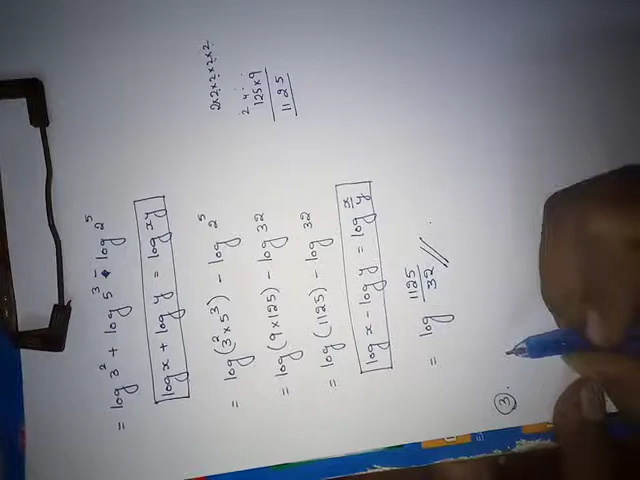 = log 3² + log 5³ - log 2⁵
log x + log y = log xy
= log (3² × 5³) - log 2⁵
= log (9 × 125) - log 32
= log (1125) - log 32
log x - log y = log x/y
= log 1125/32 //
③.
2×2×2×2×2
2 4
125×9
1125